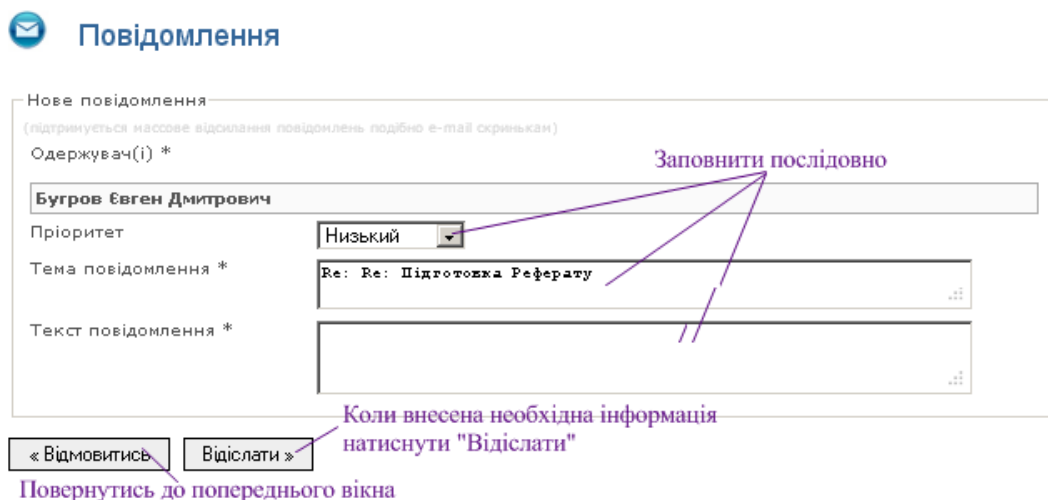 Повідомлення
Нове повідомлення
(підтримується массове відсилання повідомлень подібно e-mail скринькам)
Одержувач(і) *
Заповнити послідовно
Бугров Євген Дмитрович
Пріоритет
Низький
Тема повідомлення *
Re: Re: Підготовка Реферату
Текст повідомлення *
Коли внесена необхідна інформація
натиснути "Відіслати"
« Відмовитись
Відіслати »
Повернутись до попереднього вікна